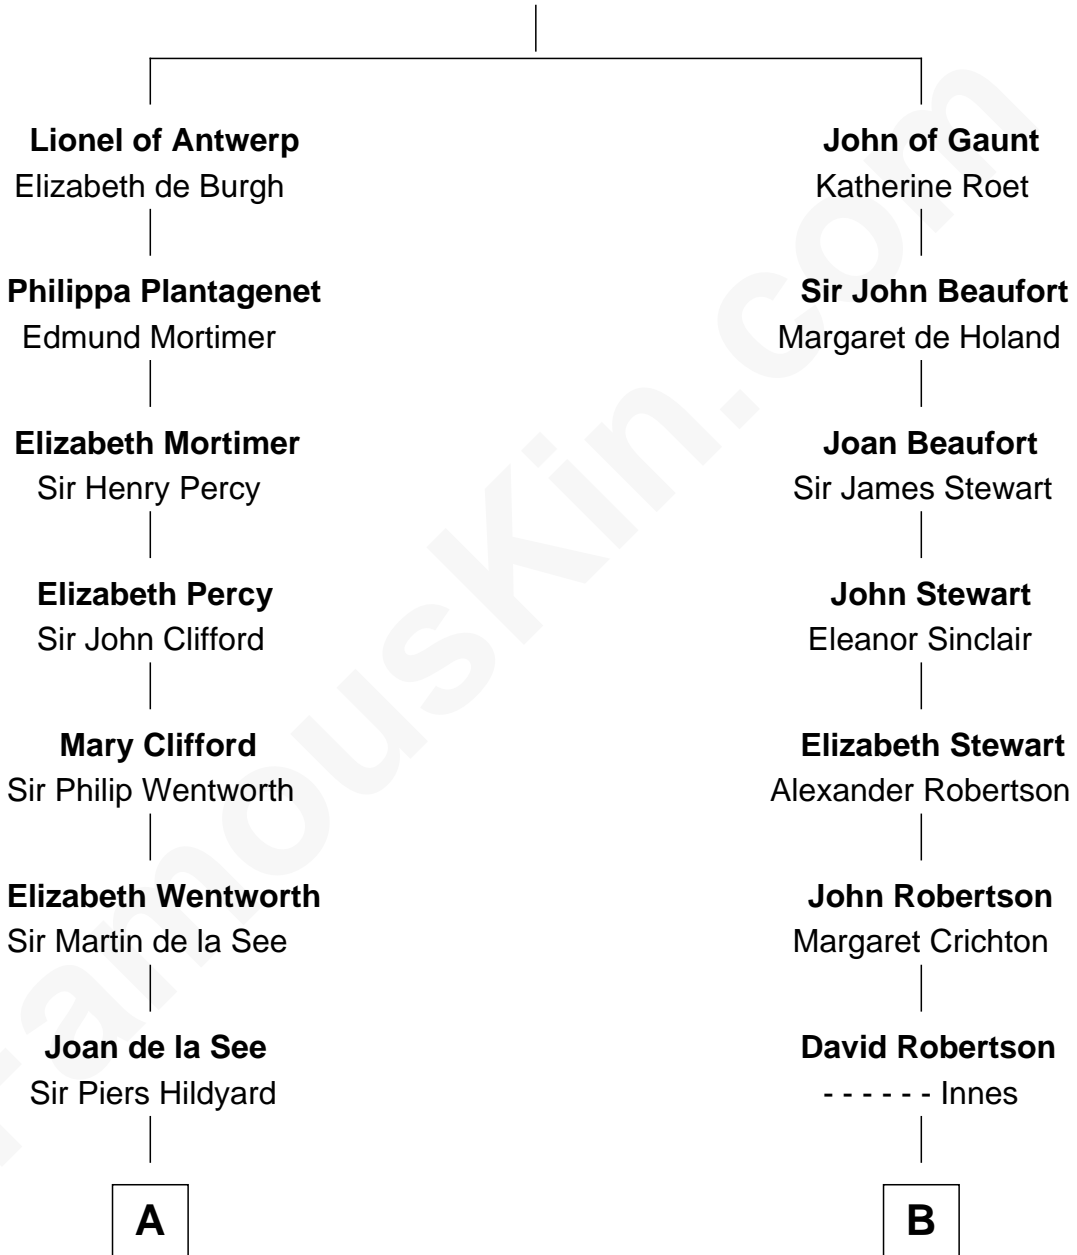 Lionel of Antwerp
Elizabeth de Burgh
Philippa Plantagenet
Edmund Mortimer
Elizabeth Mortimer
Sir Henry Percy
Elizabeth Percy
Sir John Clifford
Mary Clifford
Sir Philip Wentworth
Elizabeth Wentworth
Sir Martin de la See
Joan de la See
Sir Piers Hildyard
A
John of Gaunt
Katherine Roet
Sir John Beaufort
Margaret de Holand
Joan Beaufort
Sir James Stewart
John Stewart
Eleanor Sinclair
Elizabeth Stewart
Alexander Robertson
John Robertson
Margaret Crichton
David Robertson
- - - - - - Innes
B
FamousKin.com